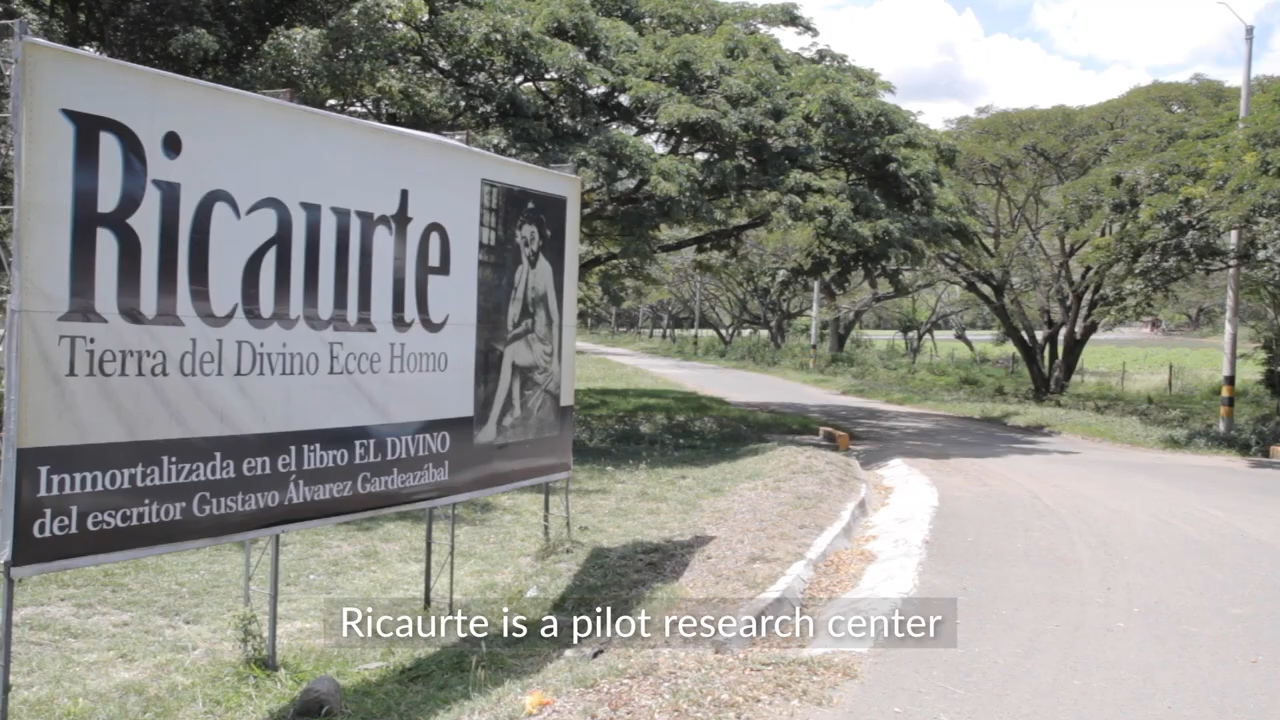 Ricaurte
Tierra del Divino Ecce Homo
Inmortalizada en el libro EL DIVINO
del escritor Gustavo Álvarez Gardeazábal
Ricaurte is a pilot research center